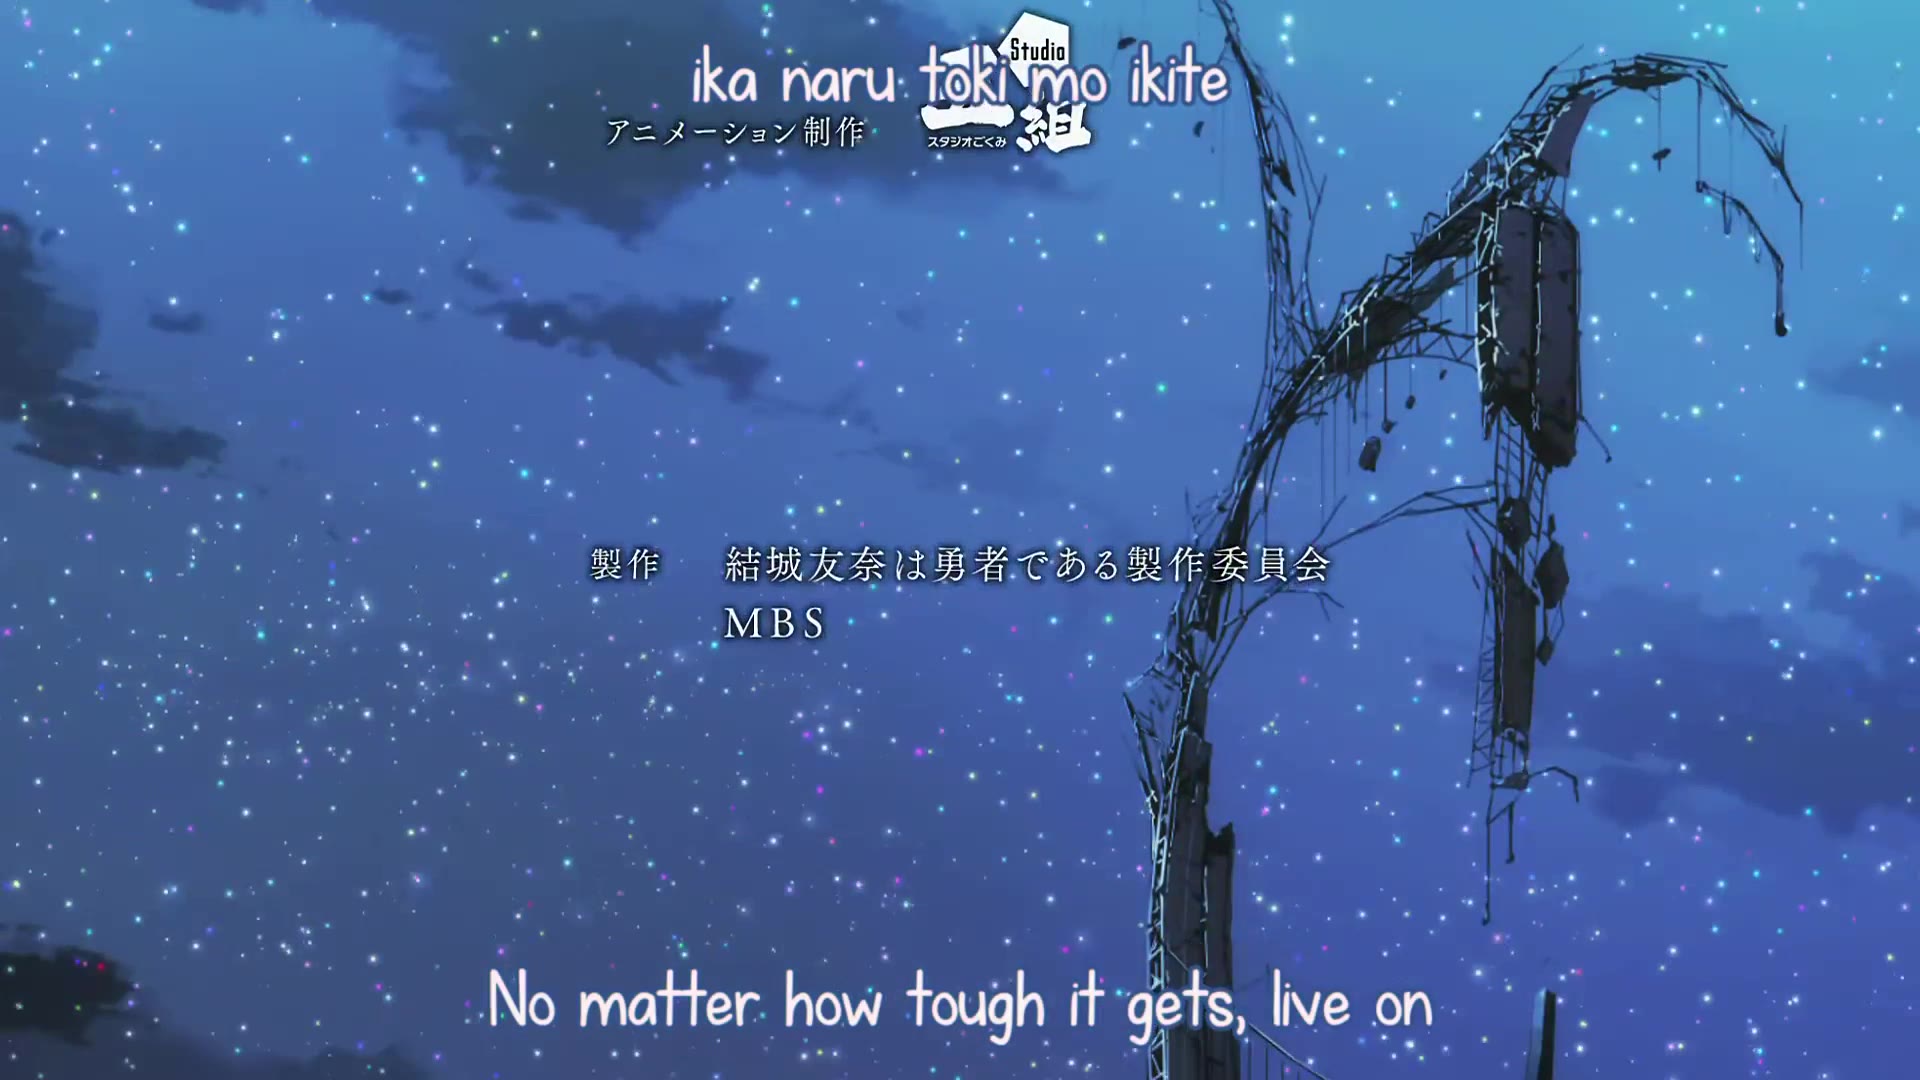 Studio
ika naru toki mo ikite
アニメーション制作
五組
スタジオごくみ
製作 結城友奈は勇者である製作委員会
MBS
No matter how tough it gets, live on